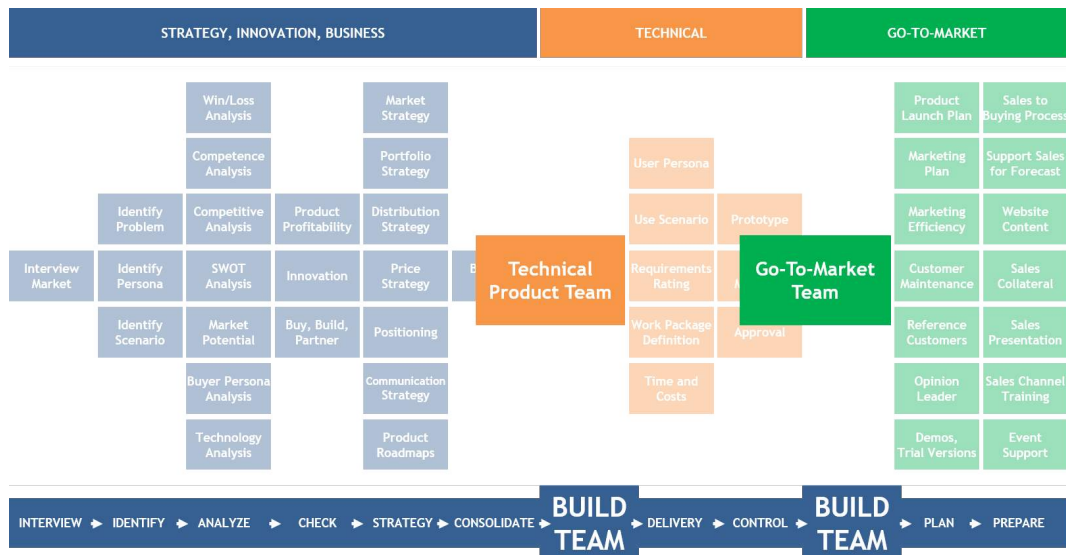 STRATEGY, INNOVATION, BUSINESS
TECHNICAL
GO-TO-MARKET
Interview
Market
Identify
Problem
Identify
Persona
Identify
Scenario
Win/Loss
Analysis
Competence
Analysis
Competitive
Analysis
SWOT
Analysis
Market
Potential
Buyer Persona
Analysis
Technology
Analysis
Product
Profitability
Innovation
Buy, Build,
Partner
Market
Strategy
Portfolio
Strategy
Distribution
Strategy
Price
Strategy
Positioning
Communication
Strategy
Product
Roadmaps
Technical
Product Team
User Persona
Use Scenario
Requirements
Rating
Work Package
Definition
Time and
Costs
Prototype
Approval
Go-To-Market
Team
Product
Launch Plan
Marketing
Plan
Marketing
Efficiency
Customer
Maintenance
Reference
Customers
Opinion
Leader
Demos,
Trial Versions
Sales to
Buying Process
Support Sales
for Forecast
Website
Content
Sales
Collateral
Sales
Presentation
Sales Channel
Training
Event
Support
INTERVIEW
IDENTIFY
ANALYZE
CHECK
STRATEGY
CONSOLIDATE
BUILD
TEAM
DELIVERY
CONTROL
BUILD
TEAM
PLAN
PREPARE